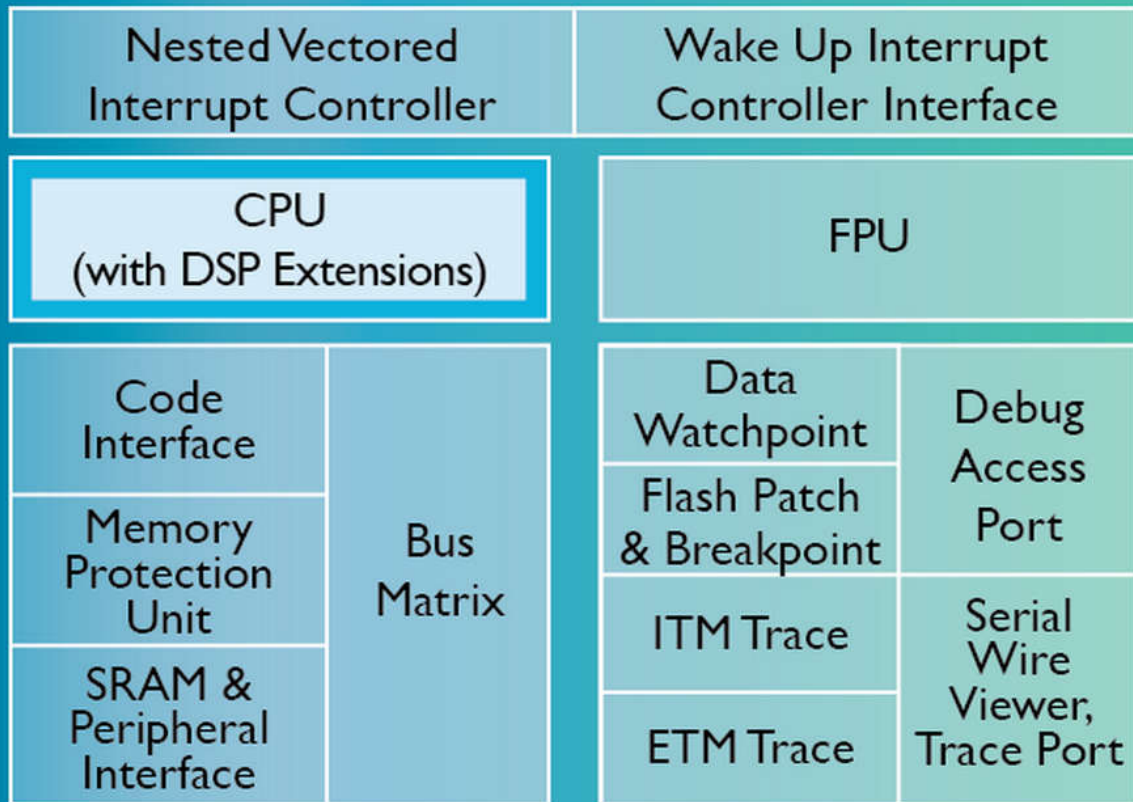 Nested Vectored
Interrupt Controller
Wake Up Interrupt
Controller Interface
CPU
(with DSP Extensions)
FPU
Code
Interface
Memory
Protection
Unit
SRAM &
Peripheral
Interface
Bus
Matrix
Data
Watchpoint
Flash Patch
& Breakpoint
ITM Trace
ETM Trace
Debug
Access
Port
Serial
Wire
Viewer,
Trace Port